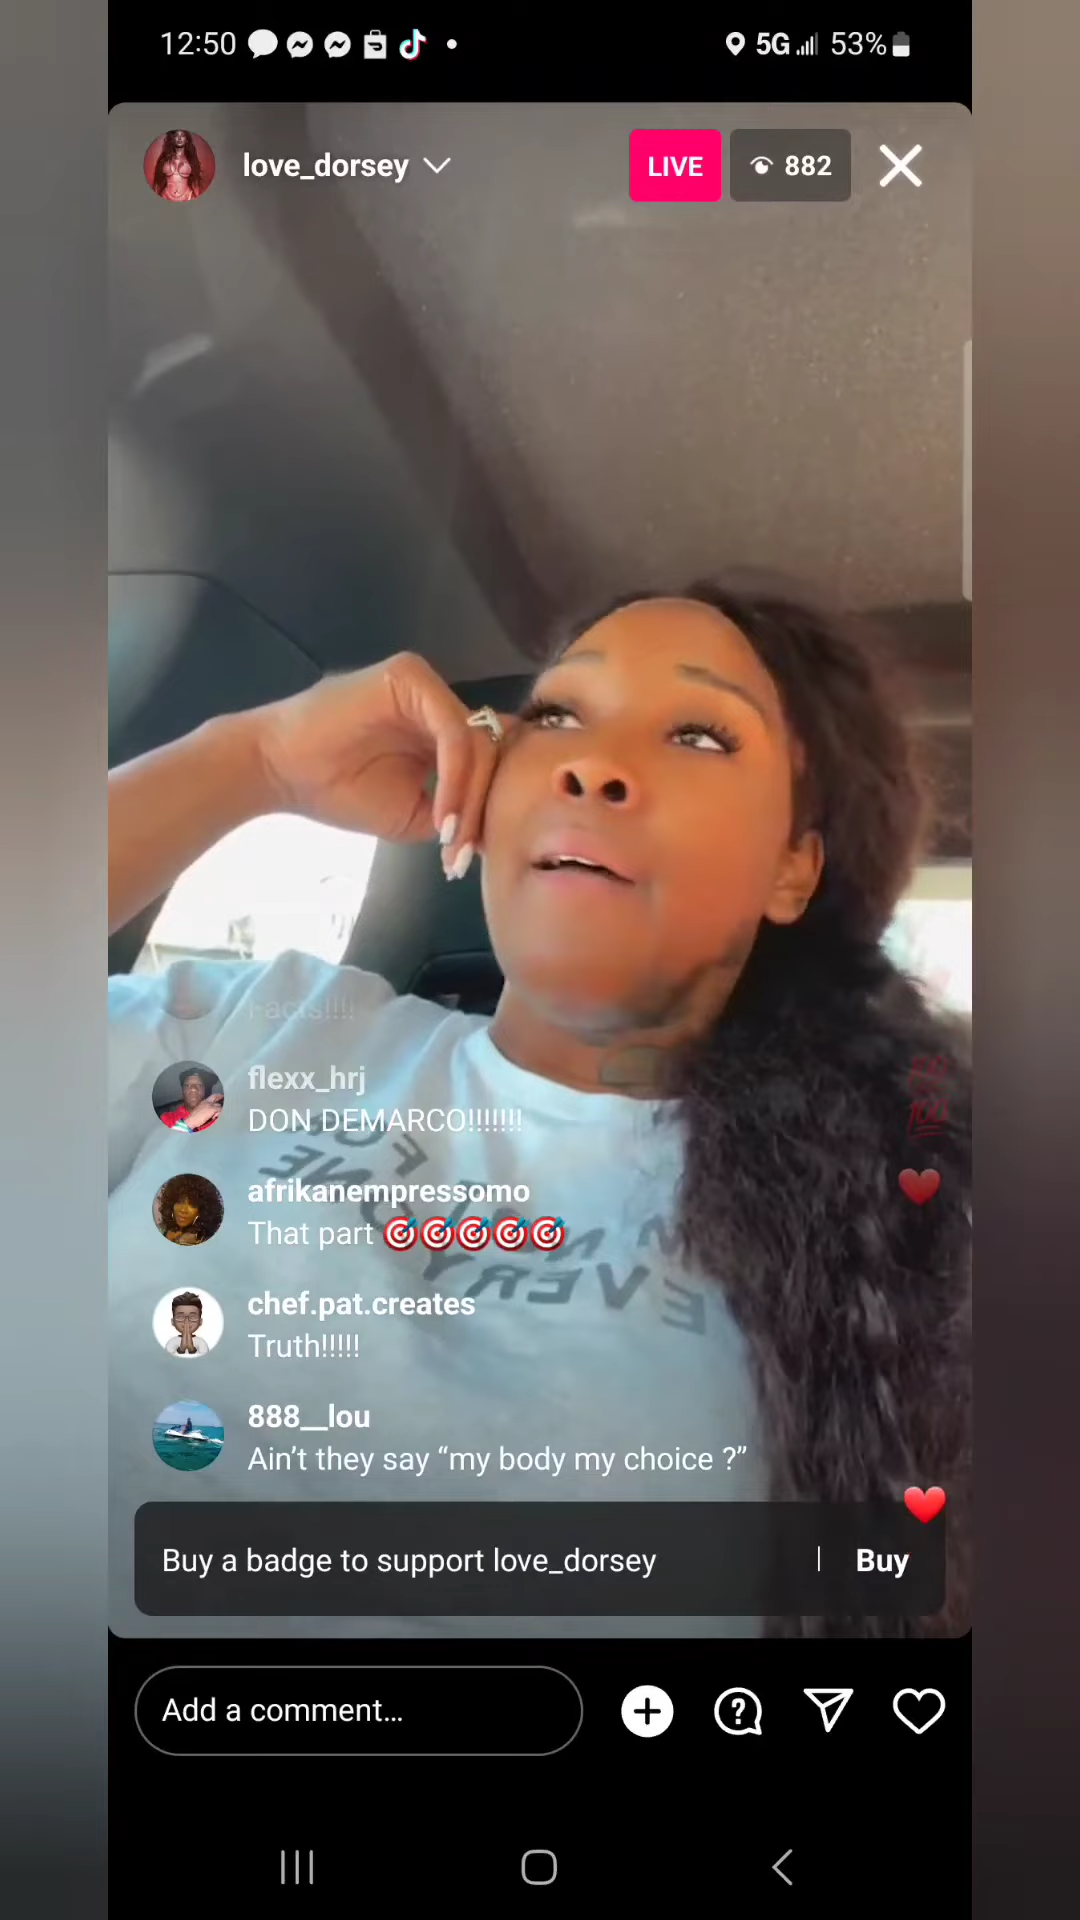 12:50
5G 53%
love_dorsey
LIVE
882
Facts!!!!
flexx_hrj
DON DEMARCO!!!!!!!
afrikanempressomo
That part 🎯🎯🎯🎯🎯
chef.pat.creates
Truth!!!!!
888__lou
Ain’t they say “my body my choice ?”
Buy a badge to support love_dorsey | Buy
Add a comment...